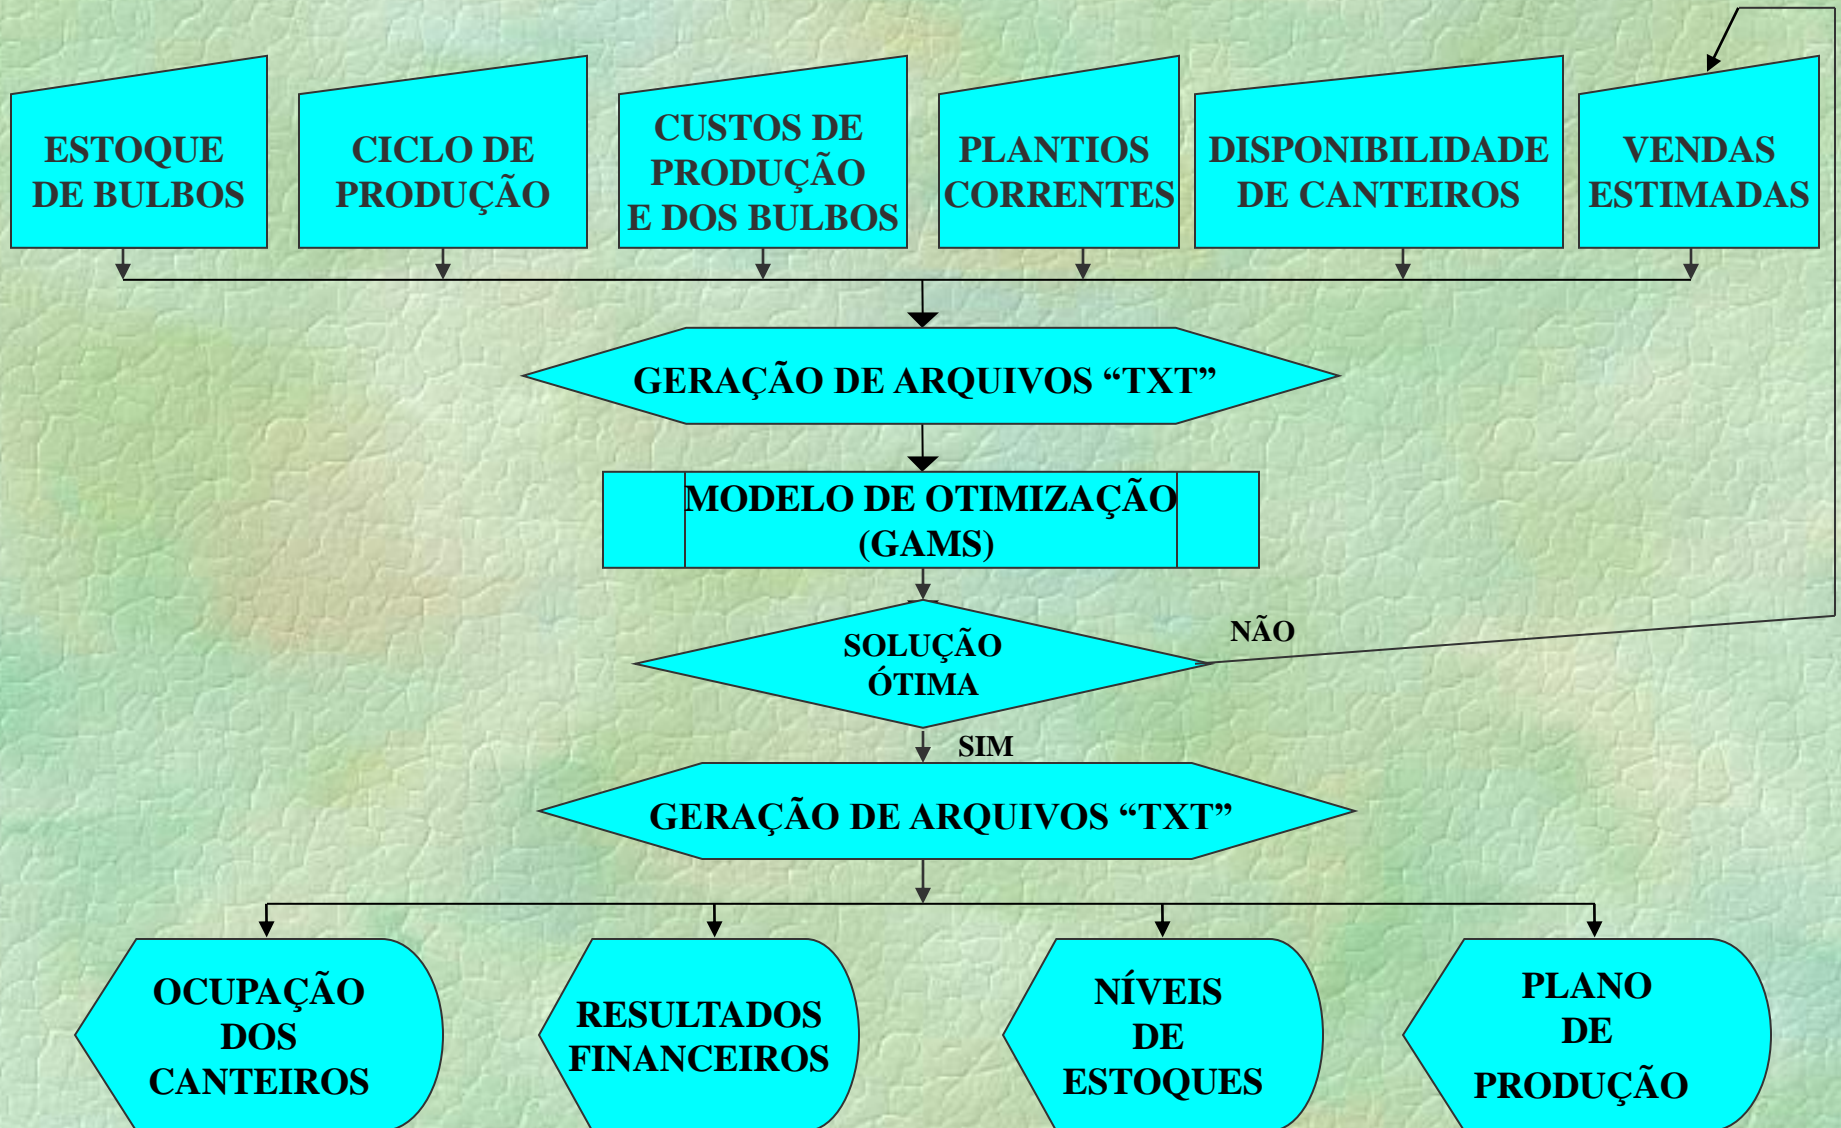 ESTOQUE
DE BULBOS
CICLO DE
PRODUÇÃO
CUSTOS DE
PRODUÇÃO
E DOS BULBOS
PLANTIOS
CORRENTES
DISPONIBILIDADE
DE CANTEIROS
VENDAS
ESTIMADAS
GERAÇÃO DE ARQUIVOS “TXT”
MODELO DE OTIMIZAÇÃO
(GAMS)
SOLUÇÃO
ÓTIMA
NÃO
SIM
GERAÇÃO DE ARQUIVOS “TXT”
OCUPAÇÃO
DOS
CANTEIROS
RESULTADOS
FINANCEIROS
NÍVEIS
DE
ESTOQUES
PLANO
DE
PRODUÇÃO